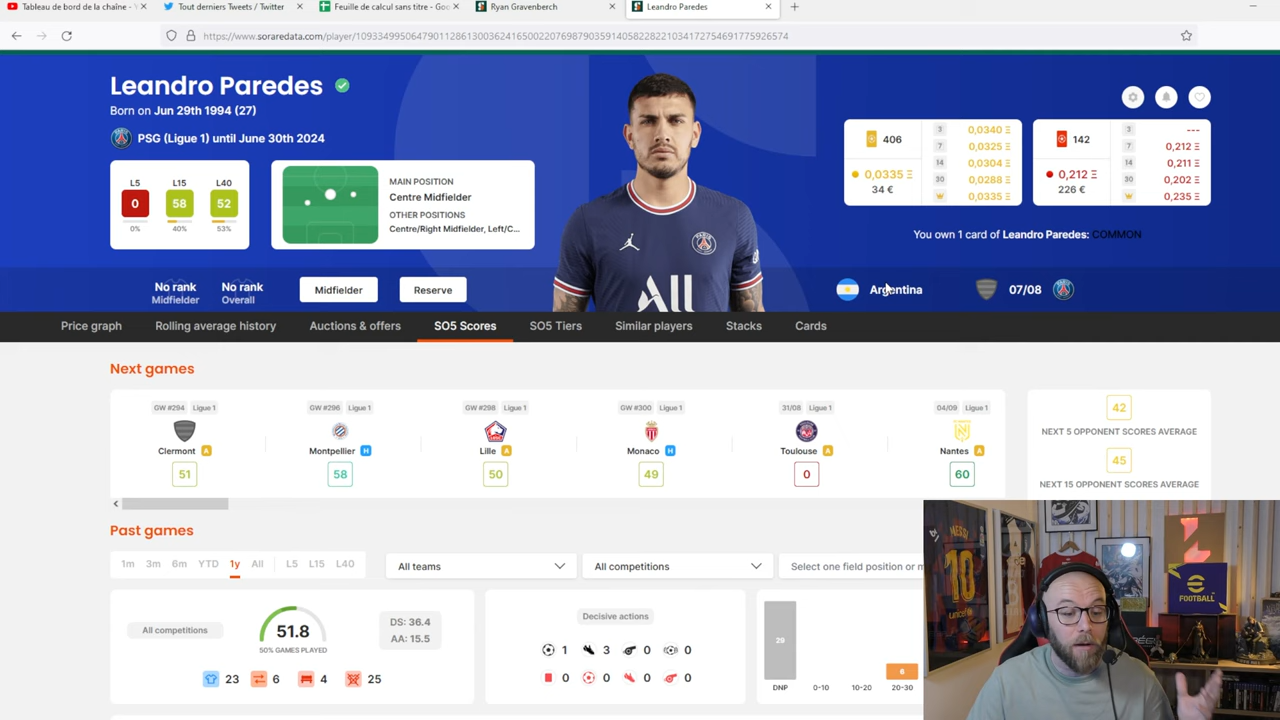 Tableau de bord de la chaîne - Y
Tout derniers Tweets / Twitter
Feuille de calcul sans titre - Goo
Ryan Gravenberch
Leandro Paredes
https://www.soraredata.com/player/109334995064790112861300362416500220769879035914058228221034172754691775926574
Leandro Paredes
Born on Jun 29th 1994 (27)
PSG (Ligue 1) until June 30th 2024
L5 L15 L40
0 58 52
0% 40% 53%
MAIN POSITION
Centre Midfielder
OTHER POSITIONS
Centre/Right Midfielder, Left/C...
406
0,0335 Ξ
34 €
3 0,0340 Ξ
7 0,0325 Ξ
14 0,0304 Ξ
30 0,0288 Ξ
0,0335 Ξ
142
0,212 Ξ
226 €
3 ---
7 0,212 Ξ
14 0,211 Ξ
30 0,202 Ξ
0,235 Ξ
You own 1 card of Leandro Paredes: COMMON
No rank
Midfielder
No rank
Overall
Midfielder
Reserve
Argentina
07/08
Price graph
Rolling average history
Auctions & offers
SO5 Scores
SO5 Tiers
Similar players
Stacks
Cards
Next games
GW #294 Ligue 1
Clermont A
51
GW #296 Ligue 1
Montpellier H
58
GW #298 Ligue 1
Lille A
50
GW #300 Ligue 1
Monaco H
49
31/08 Ligue 1
Toulouse A
0
04/09 Ligue 1
Nantes A
60
42
NEXT 5 OPPONENT SCORES AVERAGE
45
NEXT 15 OPPONENT SCORES AVERAGE
Past games
1m 3m 6m YTD 1y All L5 L15 L40
All teams
All competitions
Select one field position or m
All competitions
51.8
50% GAMES PLAYED
DS: 36.4
AA: 15.5
23 6 4 25
Decisive actions
1 3 0 0
0 0 0 0
29
6
DNP 0-10 10-20 20-30
MESSI
10
FOOTBALL